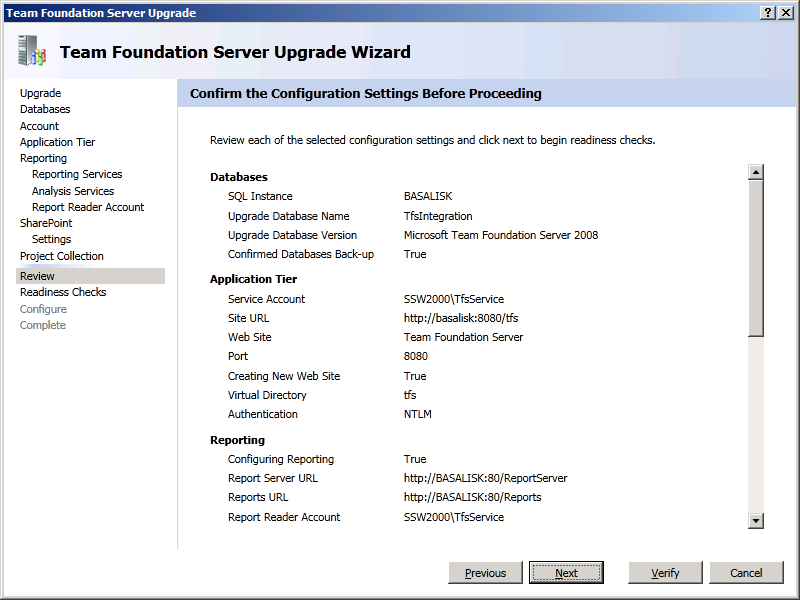 Team Foundation Server Upgrade
Team Foundation Server Upgrade Wizard
Upgrade
Databases
Account
Application Tier
Reporting
Reporting Services
Analysis Services
Report Reader Account
SharePoint
Settings
Project Collection
Review
Readiness Checks
Configure
Complete
Confirm the Configuration Settings Before Proceeding
Review each of the selected configuration settings and click next to begin readiness checks.
Databases
SQL Instance BASALISK
Upgrade Database Name TfsIntegration
Upgrade Database Version Microsoft Team Foundation Server 2008
Confirmed Databases Back-up True
Application Tier
Service Account SSW2000\TfsService
Site URL http://basalisk:8080/tfs
Web Site Team Foundation Server
Port 8080
Creating New Web Site True
Virtual Directory tfs
Authentication NTLM
Reporting
Configuring Reporting True
Report Server URL http://BASALISK:80/ReportServer
Reports URL http://BASALISK:80/Reports
Report Reader Account SSW2000\TfsService
Previous Next Verify Cancel